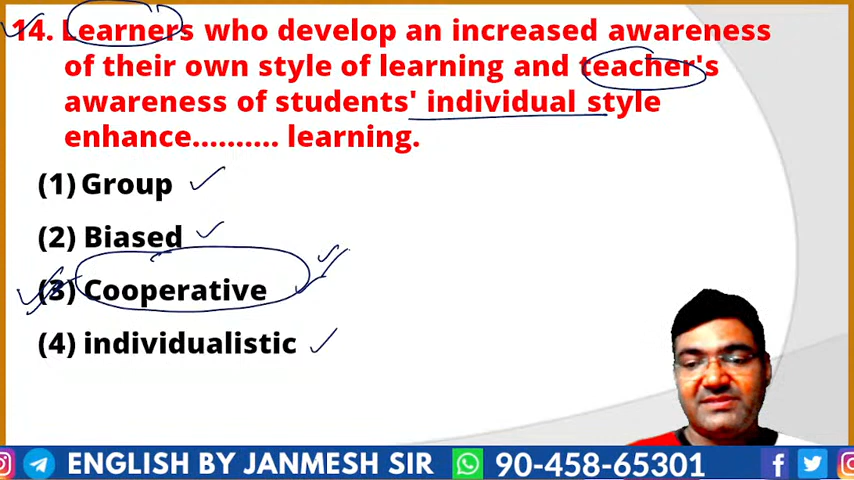 14. Learners who develop an increased awareness
of their own style of learning and teacher's
awareness of students' individual style
enhance.......... learning.
(1) Group
(2) Biased
(3) Cooperative
(4) individualistic
ENGLISH BY JANMESH SIR 90-458-65301